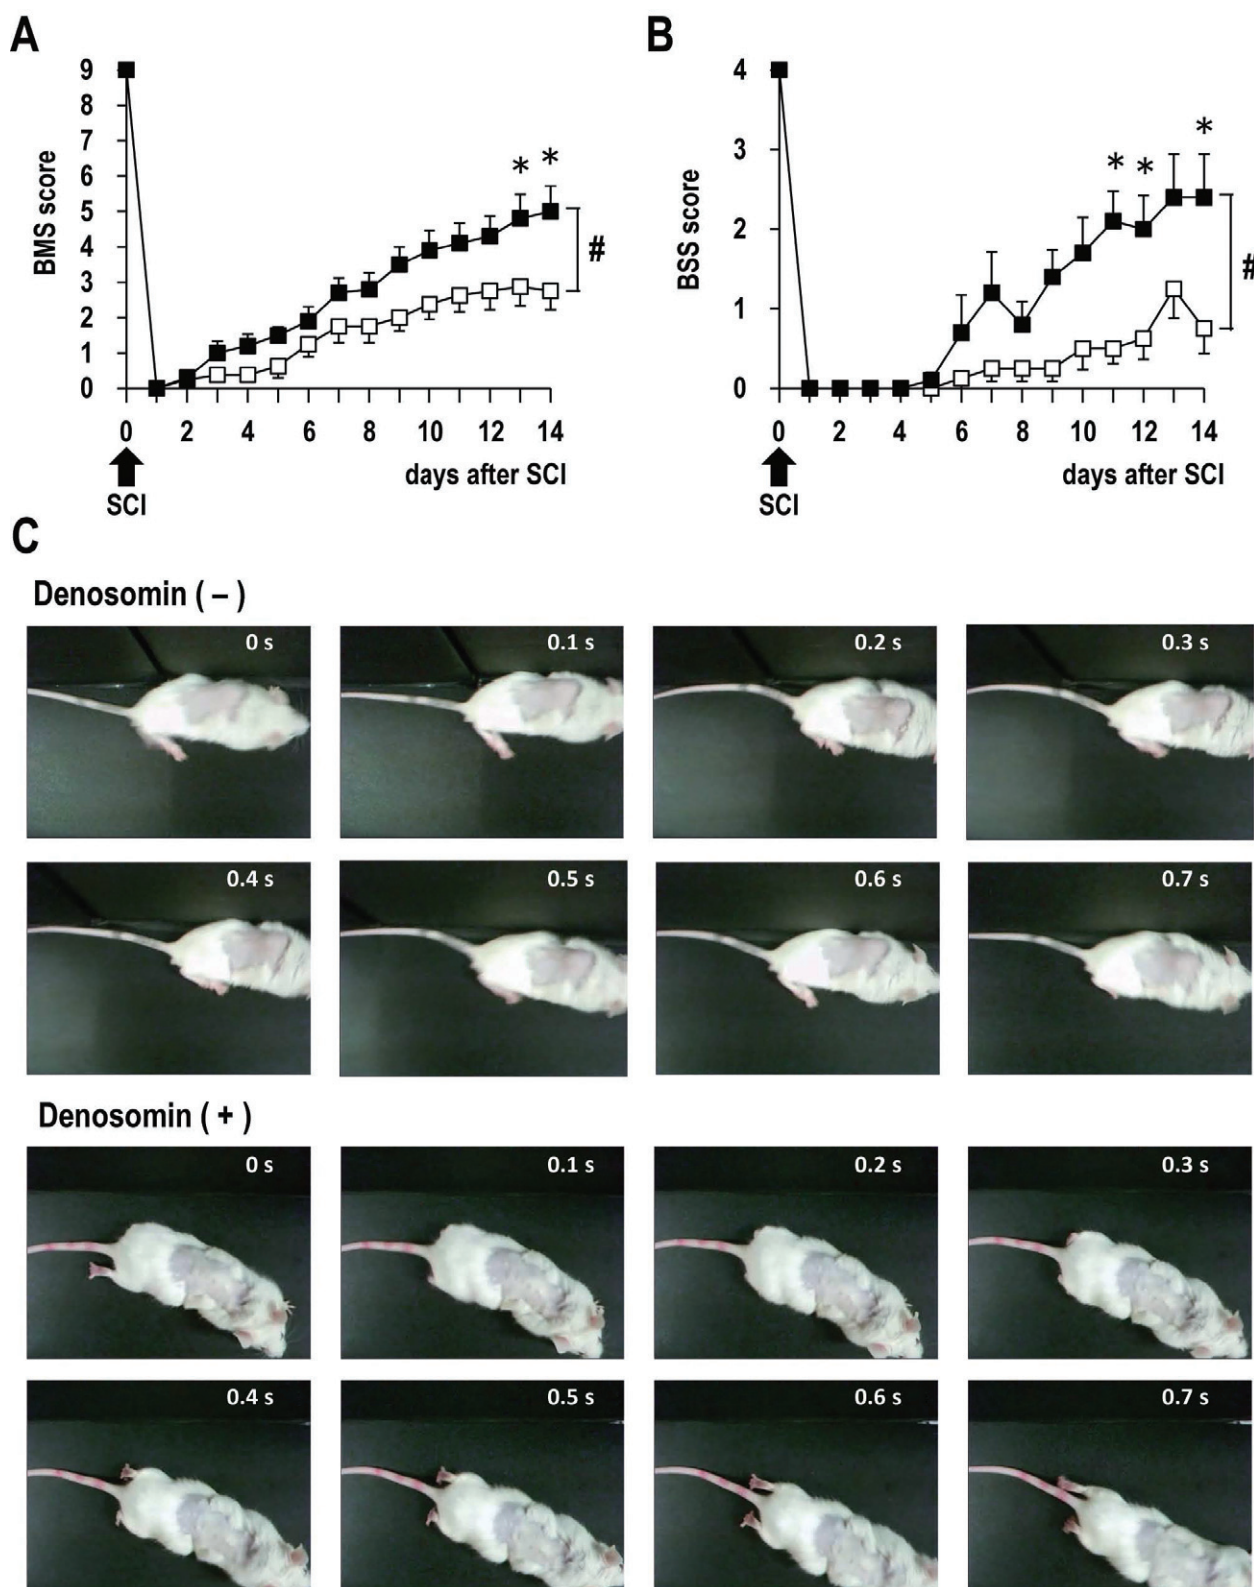 A
B
9
8
7
6
5
4
3
2
1
0
BMS score
* *
#
0 2 4 6 8 10 12 14
days after SCI
SCI
4
3
2
1
0
BSS score
* * *
#
0 2 4 6 8 10 12 14
days after SCI
SCI
C
Denosomin ( – )
0 s 0.1 s 0.2 s 0.3 s
0.4 s 0.5 s 0.6 s 0.7 s
Denosomin ( + )
0 s 0.1 s 0.2 s 0.3 s
0.4 s 0.5 s 0.6 s 0.7 s